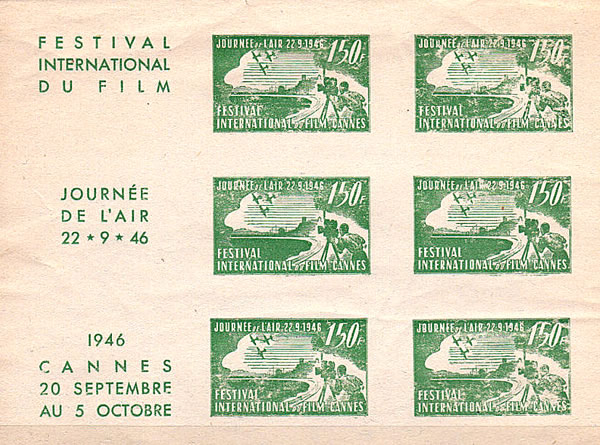 FESTIVAL
INTERNATIONAL
DU FILM
JOURNÉE DE L'AIR 22·9·1946 150F.
FESTIVAL
INTERNATIONAL DU FILM CANNES
JOURNÉE DE L'AIR 22·9·1946 150F.
FESTIVAL
INTERNATIONAL DU FILM CANNES
JOURNÉE
DE L'AIR
22 ★ 9 ★ 46
JOURNÉE DE L'AIR 22·9·1946 150F.
FESTIVAL
INTERNATIONAL DU FILM CANNES
JOURNÉE DE L'AIR 22·9·1946 150F.
FESTIVAL
INTERNATIONAL DU FILM CANNES
1946
CANNES
20 SEPTEMBRE
AU 5 OCTOBRE
JOURNÉE DE L'AIR 22·9·1946 150F.
FESTIVAL
INTERNATIONAL DU FILM CANNES
JOURNÉE DE L'AIR 22·9·1946 150F.
FESTIVAL
INTERNATIONAL DU FILM CANNES